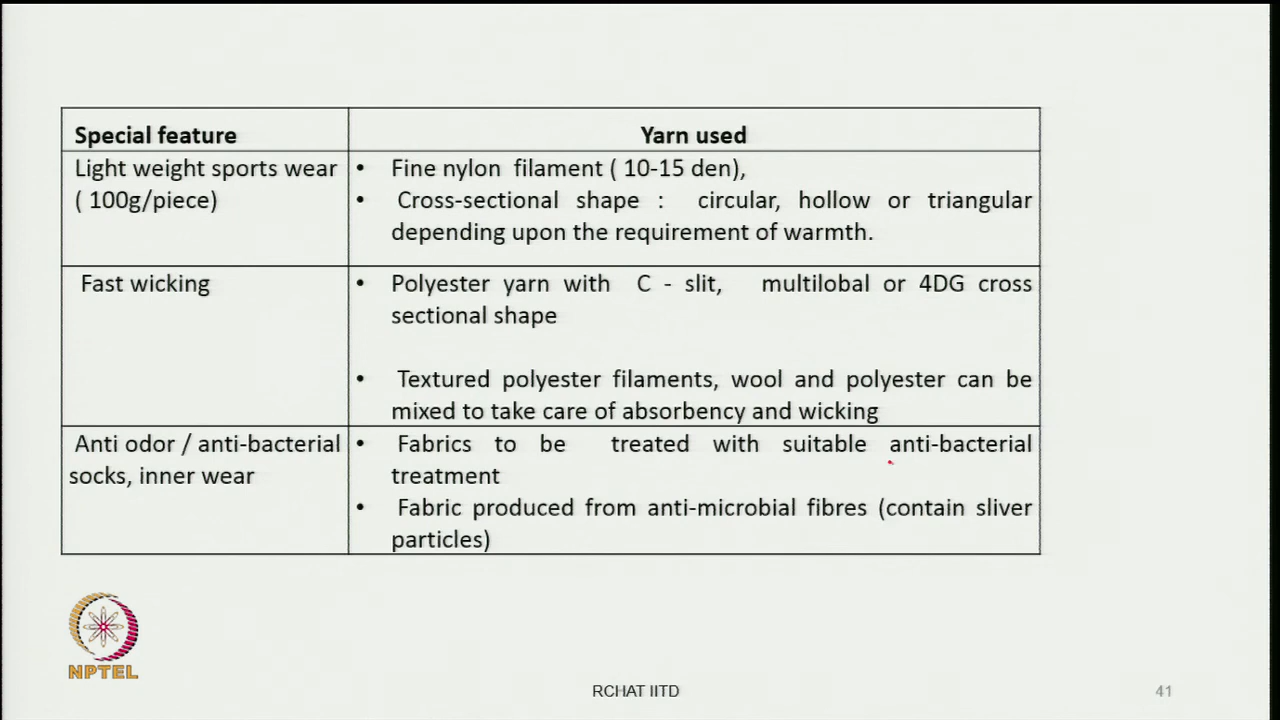 Special feature
Yarn used
Light weight sports wear
( 100g/piece)
• Fine nylon filament ( 10-15 den),
• Cross-sectional shape : circular, hollow or triangular
depending upon the requirement of warmth.
Fast wicking
• Polyester yarn with C - slit, multilobal or 4DG cross
sectional shape
• Textured polyester filaments, wool and polyester can be
mixed to take care of absorbency and wicking
Anti odor / anti-bacterial
socks, inner wear
• Fabrics to be treated with suitable anti-bacterial
treatment
• Fabric produced from anti-microbial fibres (contain sliver
particles)
NPTEL
RCHAT IITD
41